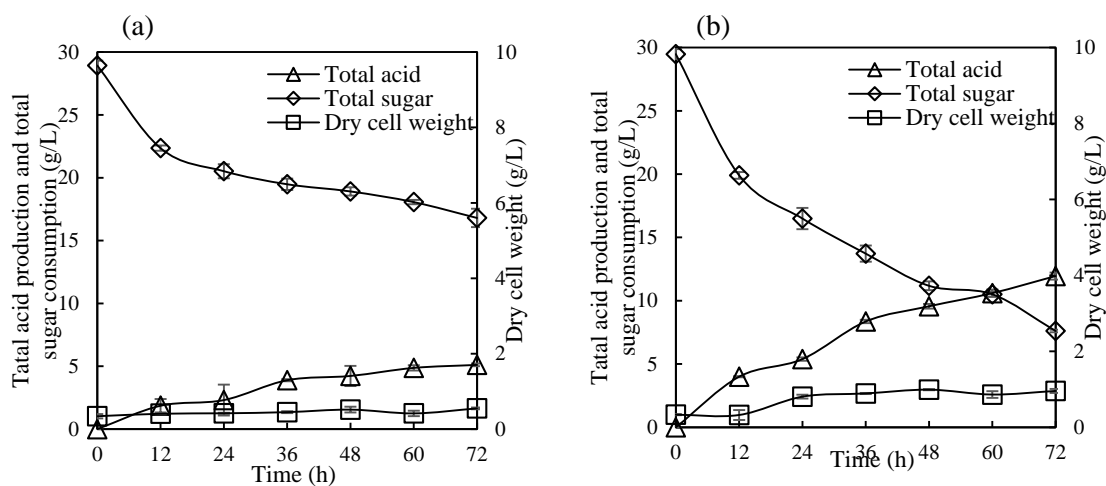 (a)
30
25
20
15
10
5
0
Tatal acid production and total
sugar consumption (g/L)
Total acid
Total sugar
Dry cell weight
10
8
6
4
2
0
Dry cell weight (g/L)
0 12 24 36 48 60 72
Time (h)
(b)
30
25
20
15
10
5
0
Tatal acid production and total
sugar consumption (g/L)
Total acid
Total sugar
Dry cell weight
10
8
6
4
2
0
Dry cell weight (g/L)
0 12 24 36 48 60 72
Time (h)